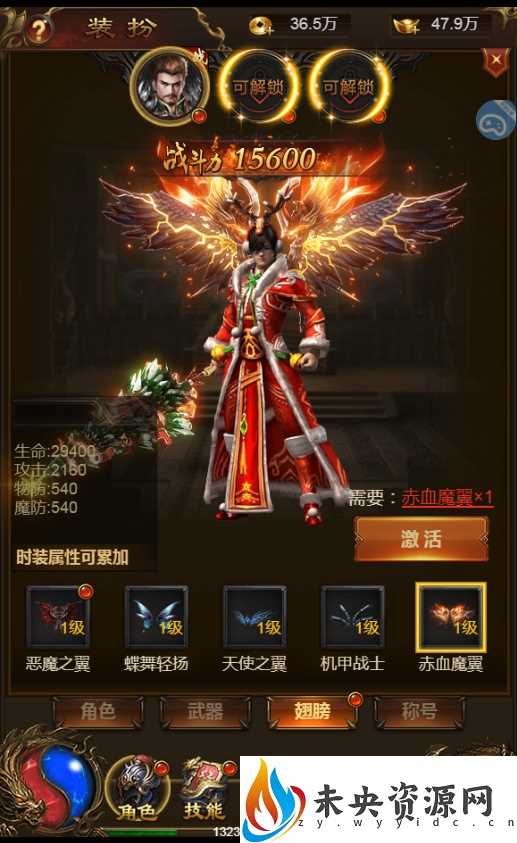 ?
装扮
36.5万
47.9万
战
可解锁
可解锁
战斗力 15600
生命:29400
攻击:2160
物防:540
魔防:540
需要：赤血魔翼×1
激活
时装属性可累加
1级
1级
1级
1级
1级
恶魔之翼
蝶舞轻扬
天使之翼
机甲战士
赤血魔翼
角色
武器
翅膀
称号
角色
技能
1323
未央资源网
zy.wyyidc.cn